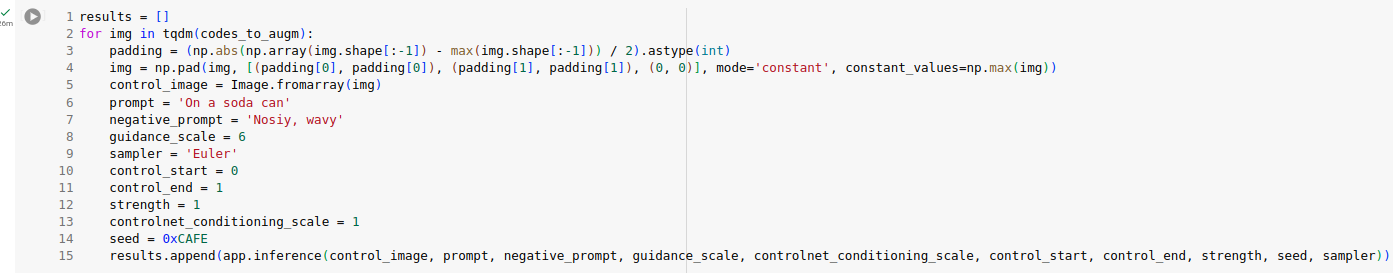 26m
1 results = []
2 for img in tqdm(codes_to_augm):
3     padding = (np.abs(np.array(img.shape[:-1]) - max(img.shape[:-1])) / 2).astype(int)
4     img = np.pad(img, [(padding[0], padding[0]), (padding[1], padding[1]), (0, 0)], mode='constant', constant_values=np.max(img))
5     control_image = Image.fromarray(img)
6     prompt = 'On a soda can'
7     negative_prompt = 'Nosiy, wavy'
8     guidance_scale = 6
9     sampler = 'Euler'
10     control_start = 0
11     control_end = 1
12     strength = 1
13     controlnet_conditioning_scale = 1
14     seed = 0xCAFE
15     results.append(app.inference(control_image, prompt, negative_prompt, guidance_scale, controlnet_conditioning_scale, control_start, control_end, strength, seed, sampler))